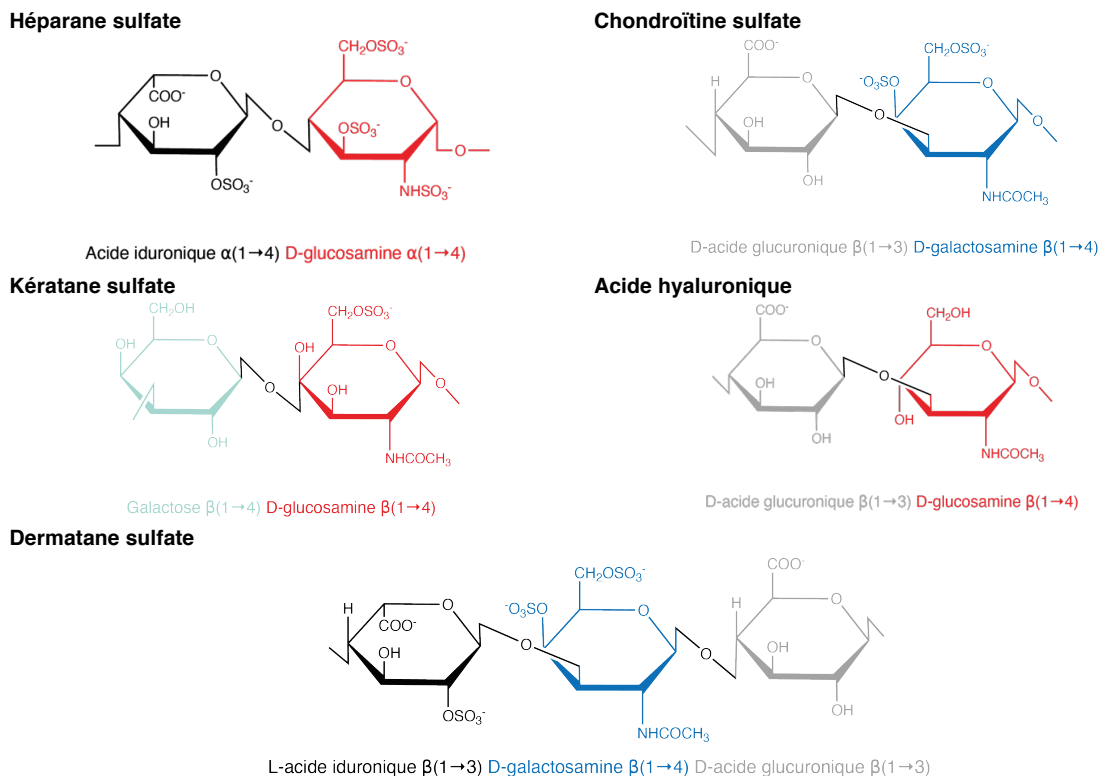 Héparane sulfate
CH₂OSO₃⁻
O
COO⁻
OH
O
OSO₃⁻
OSO₃⁻
NHSO₃⁻
O
O
Acide iduronique α(1→4) D-glucosamine α(1→4)
Chondroïtine sulfate
COO⁻
H
O
OH
OH
O
CH₂OSO₃⁻
⁻O₃SO
O
O
NHCOCH₃
D-acide glucuronique β(1→3) D-galactosamine β(1→4)
Kératane sulfate
CH₂OH
OH
O
OH
O
CH₂OSO₃⁻
OH
O
OH
O
NHCOCH₃
Galactose β(1→4) D-glucosamine β(1→4)
Acide hyaluronique
COO⁻
O
OH
OH
O
CH₂OH
O
OH
O
NHCOCH₃
D-acide glucuronique β(1→3) D-glucosamine β(1→4)
Dermatane sulfate
H
O
COO⁻
OH
OSO₃⁻
O
CH₂OSO₃⁻
⁻O₃SO
O
NHCOCH₃
O
COO⁻
H
O
OH
OH
L-acide iduronique β(1→3) D-galactosamine β(1→4) D-acide glucuronique β(1→3)